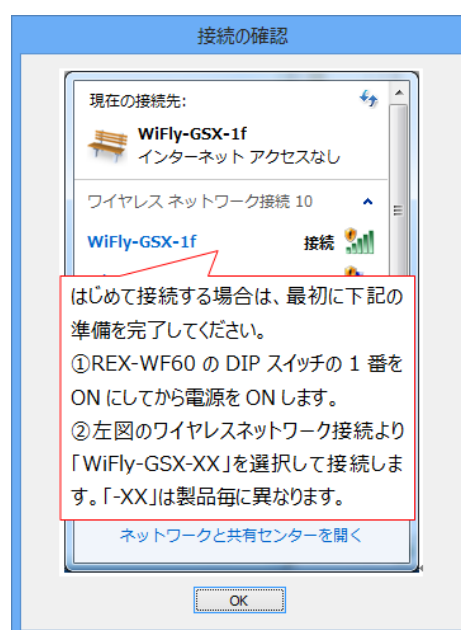 接続の確認
現在の接続先:
WiFly-GSX-1f
インターネット アクセスなし
ワイヤレス ネットワーク接続 10
WiFly-GSX-1f 接続
はじめて接続する場合は、最初に下記の
準備を完了してください。
①REX-WF60 の DIP スイッチの 1 番を
ON にしてから電源を ON します。
②左図のワイヤレスネットワーク接続より
「WiFly-GSX-XX」を選択して接続しま
す。「-XX」は製品毎に異なります。
ネットワークと共有センターを開く
OK